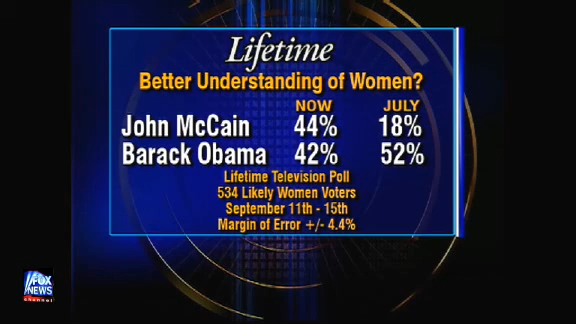 Lifetime
Better Understanding of Women?
NOW JULY
John McCain 44% 18%
Barack Obama 42% 52%
Lifetime Television Poll
534 Likely Women Voters
September 11th - 15th
Margin of Error +/- 4.4%
FOX
NEWS
channel